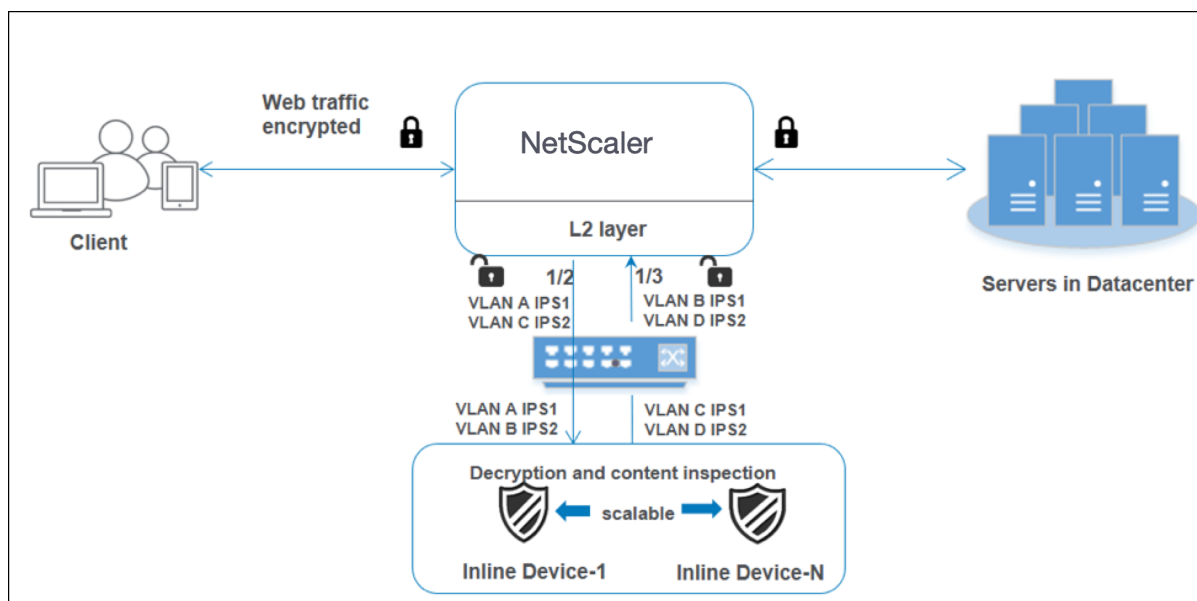 Web traffic
encrypted
NetScaler
L2 layer
Client
Servers in Datacenter
1/2
1/3
VLAN A IPS1
VLAN C IPS2
VLAN B IPS1
VLAN D IPS2
VLAN A IPS1
VLAN B IPS2
VLAN C IPS1
VLAN D IPS2
Decryption and content inspection
scalable
Inline Device-1
Inline Device-N